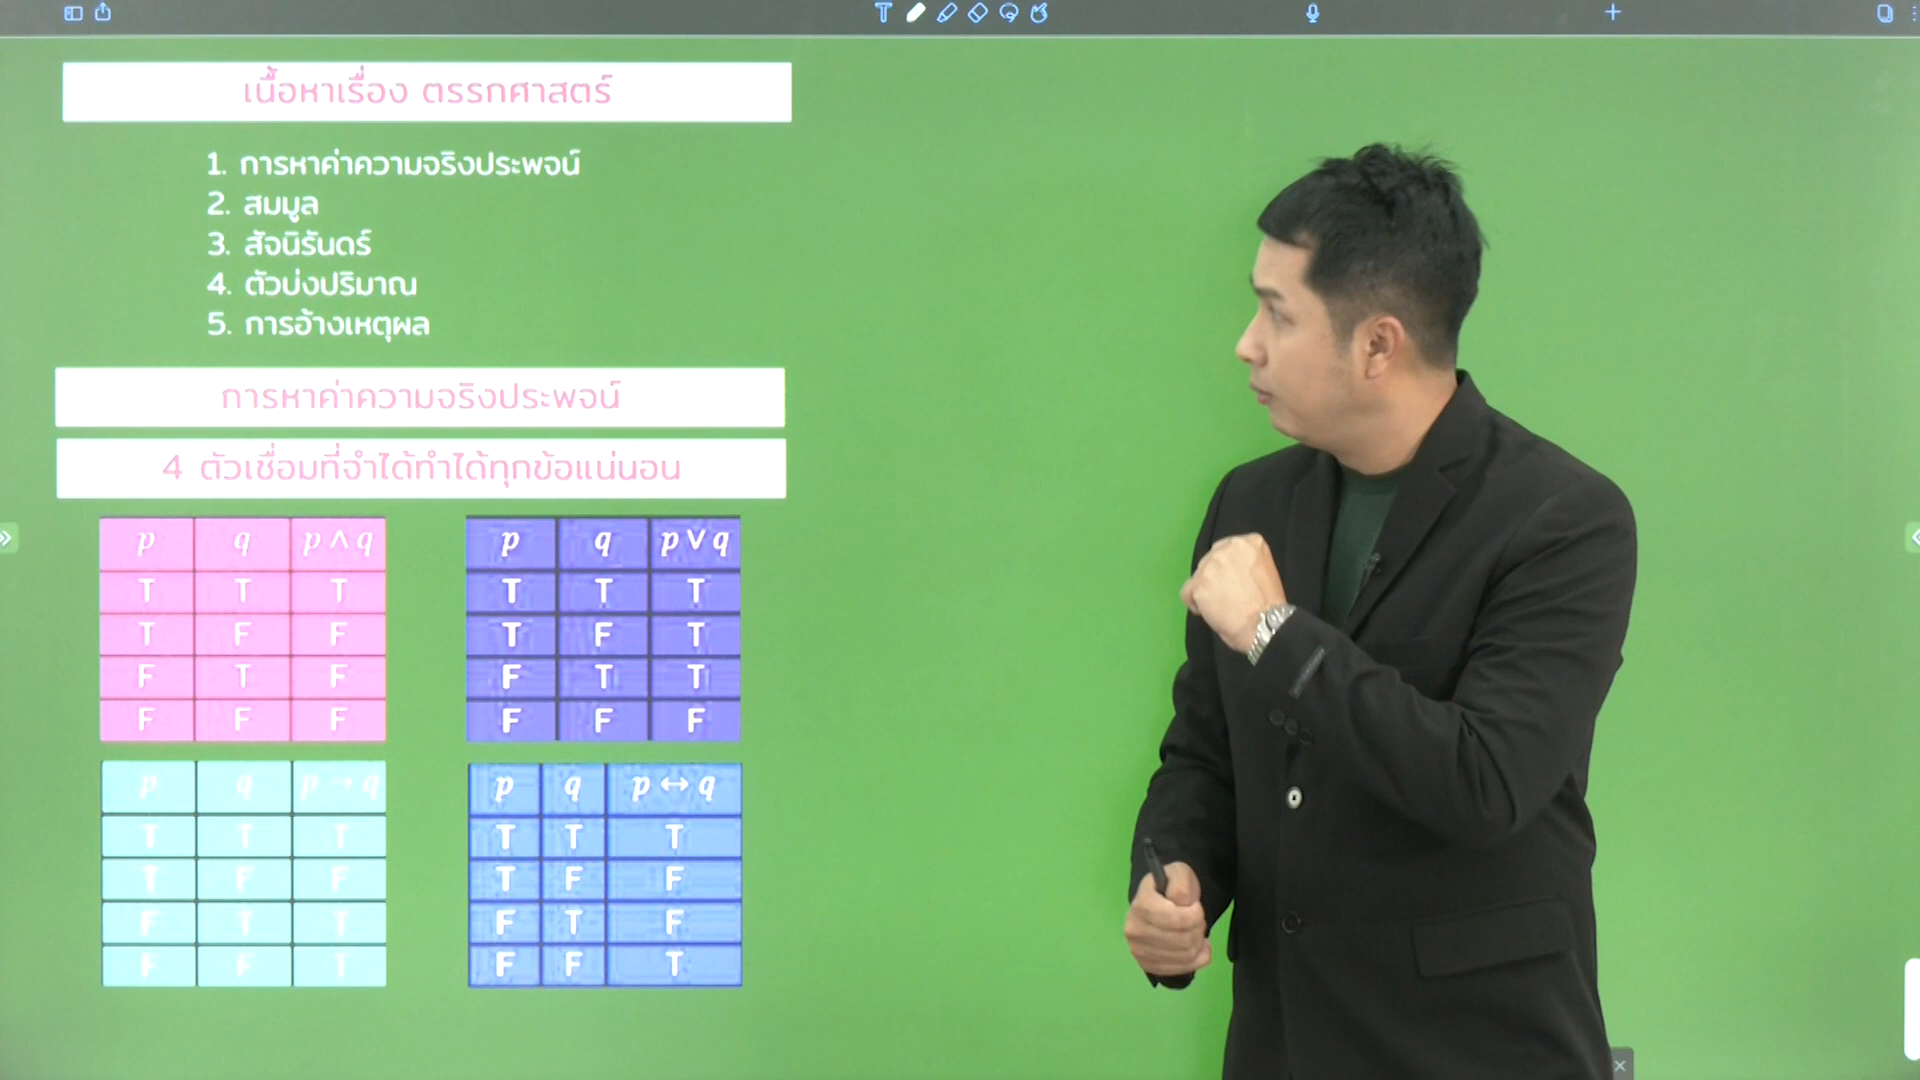 เนื้อหาเรื่อง ตรรกศาสตร์
1. การหาค่าความจริงประพจน์
2. สมมูล
3. สัจนิรันดร์
4. ตัวบ่งปริมาณ
5. การอ้างเหตุผล
การหาค่าความจริงประพจน์
4 ตัวเชื่อมที่จำได้ทำได้ทุกข้อแน่นอน
p q p ∧ q
T T T
T F F
F T F
F F F
p q p ∨ q
T T T
T F T
F T T
F F F
p q p → q
T T T
T F F
F T T
F F T
p q p ↔ q
T T T
T F F
F T F
F F T